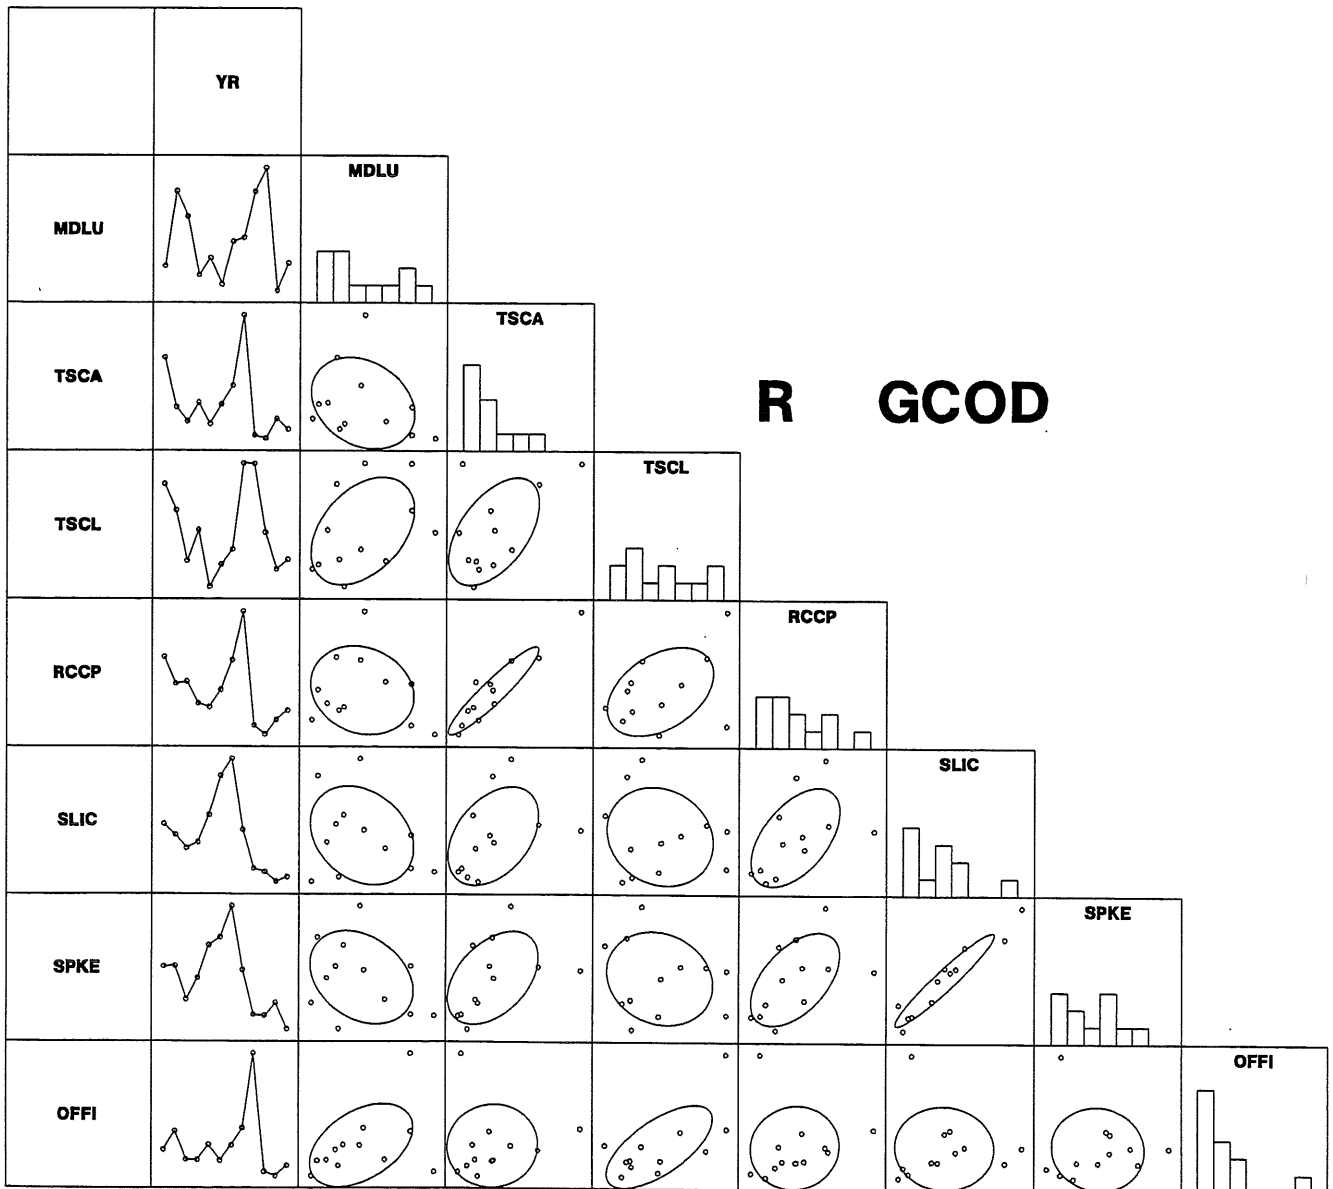 YR
MDLU
MDLU
TSCA
TSCA
R GCOD
TSCL
TSCL
RCCP
RCCP
SLIC
SLIC
SPKE
SPKE
OFFI
OFFI